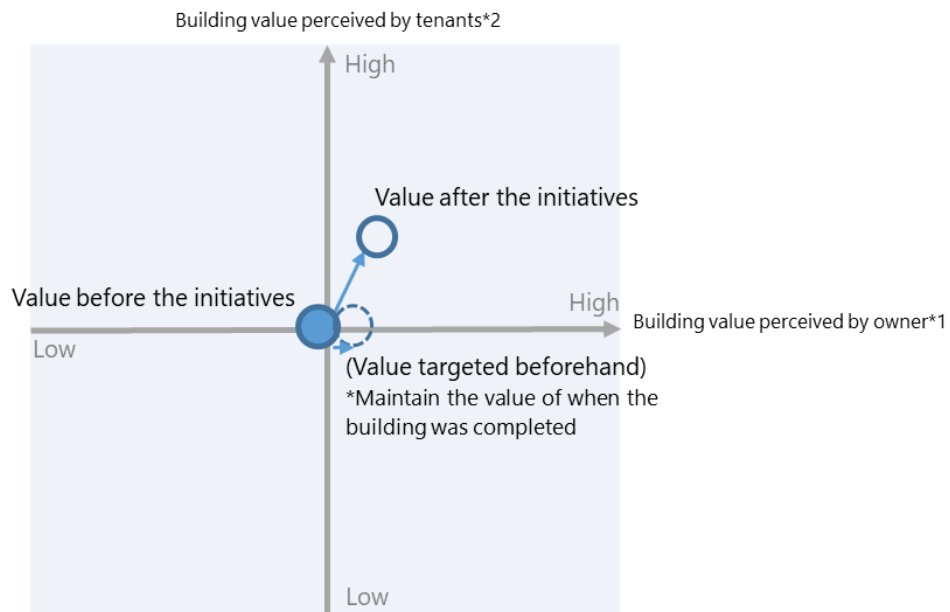 Building value perceived by tenants*2
High
Value after the initiatives
Value before the initiatives
High
Building value perceived by owner*1
Low
(Value targeted beforehand)
*Maintain the value of when the
building was completed
Low